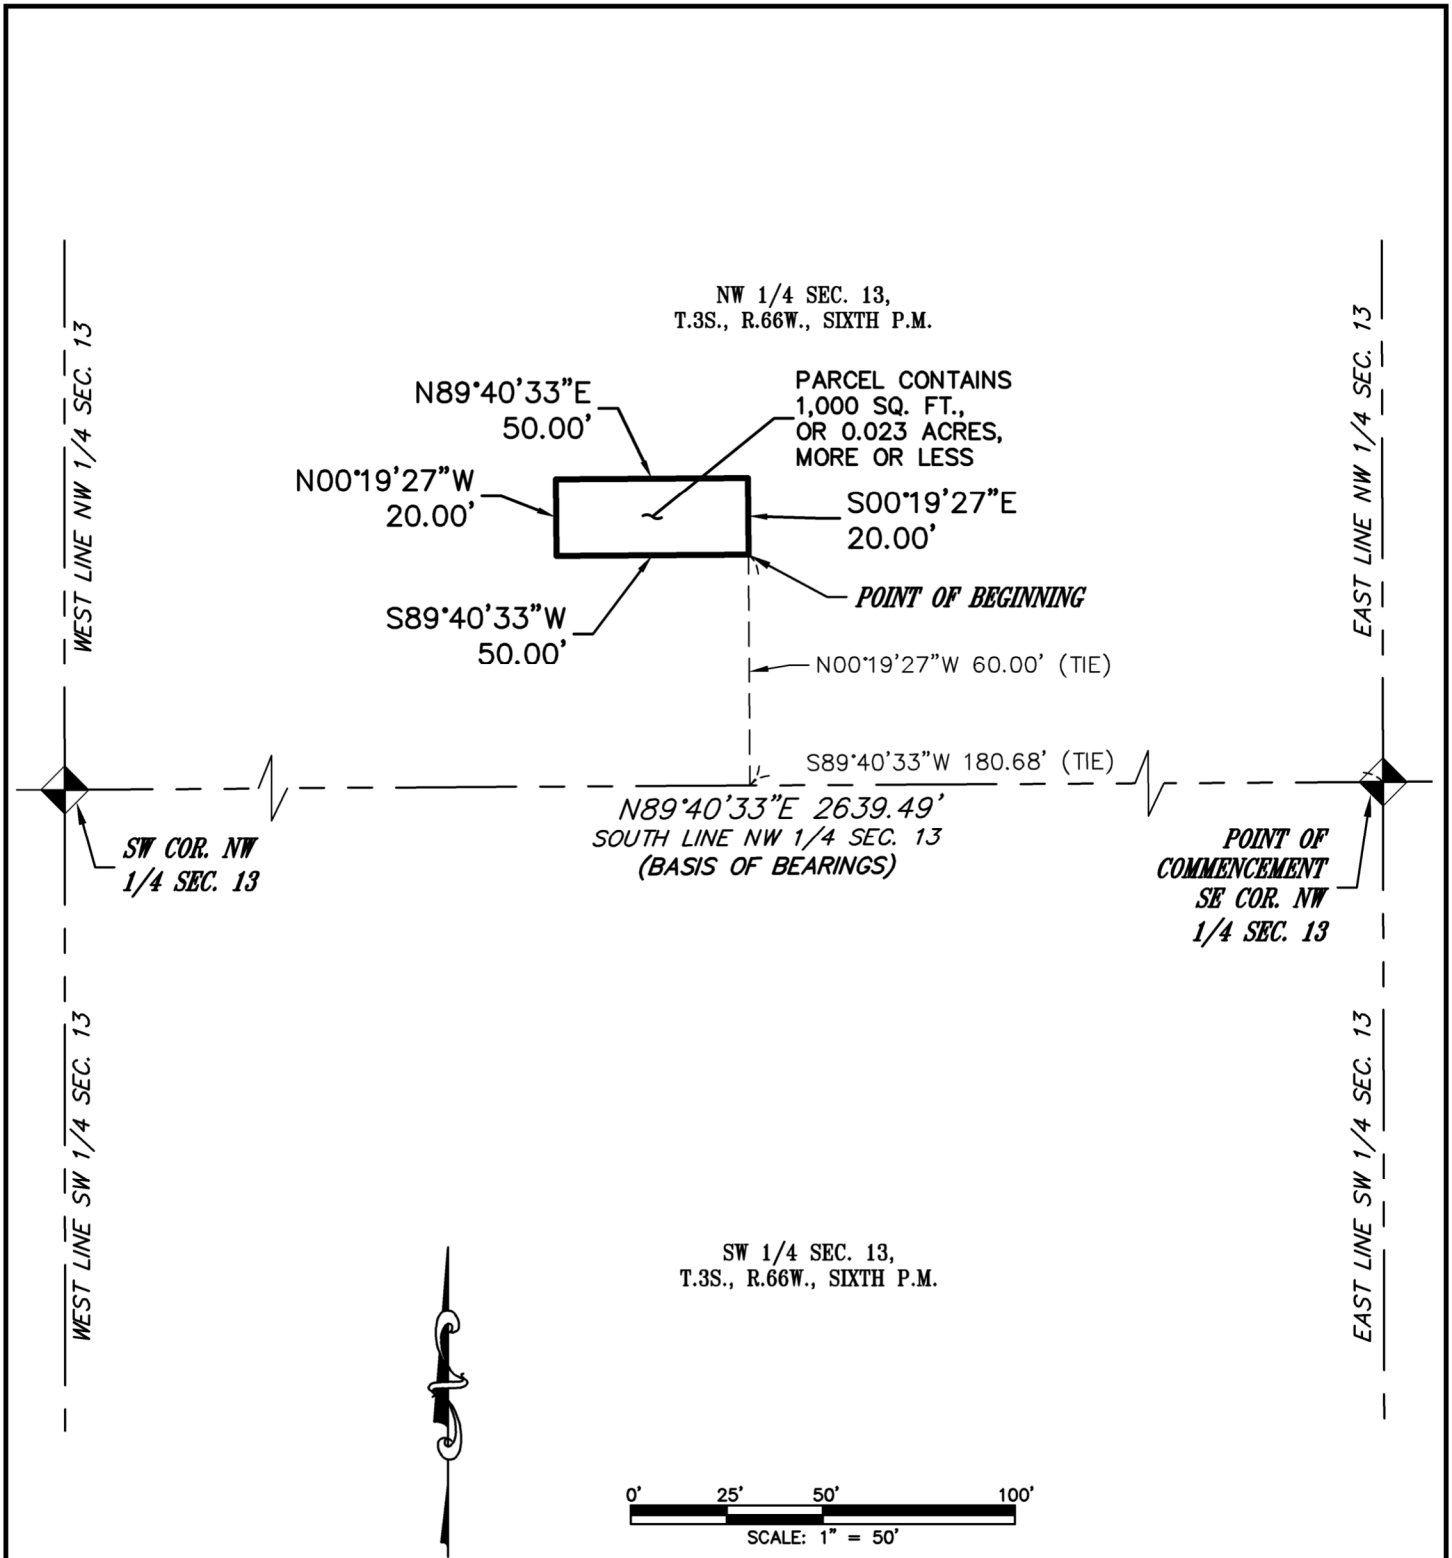 NW 1/4 SEC. 13,
T.3S., R.66W., SIXTH P.M.
WEST LINE NW 1/4 SEC. 13
EAST LINE NW 1/4 SEC. 13
N89°40'33"E
50.00'
PARCEL CONTAINS
1,000 SQ. FT.,
OR 0.023 ACRES,
MORE OR LESS
N00°19'27"W
20.00'
S00°19'27"E
20.00'
POINT OF BEGINNING
S89°40'33"W
50.00'
N00°19'27"W 60.00' (TIE)
S89°40'33"W 180.68' (TIE)
N89°40'33"E 2639.49'
SOUTH LINE NW 1/4 SEC. 13
(BASIS OF BEARINGS)
SW COR. NW
1/4 SEC. 13
POINT OF
COMMENCEMENT
SE COR. NW
1/4 SEC. 13
WEST LINE SW 1/4 SEC. 13
EAST LINE SW 1/4 SEC. 13
SW 1/4 SEC. 13,
T.3S., R.66W., SIXTH P.M.
0' 25' 50' 100'
SCALE: 1" = 50'